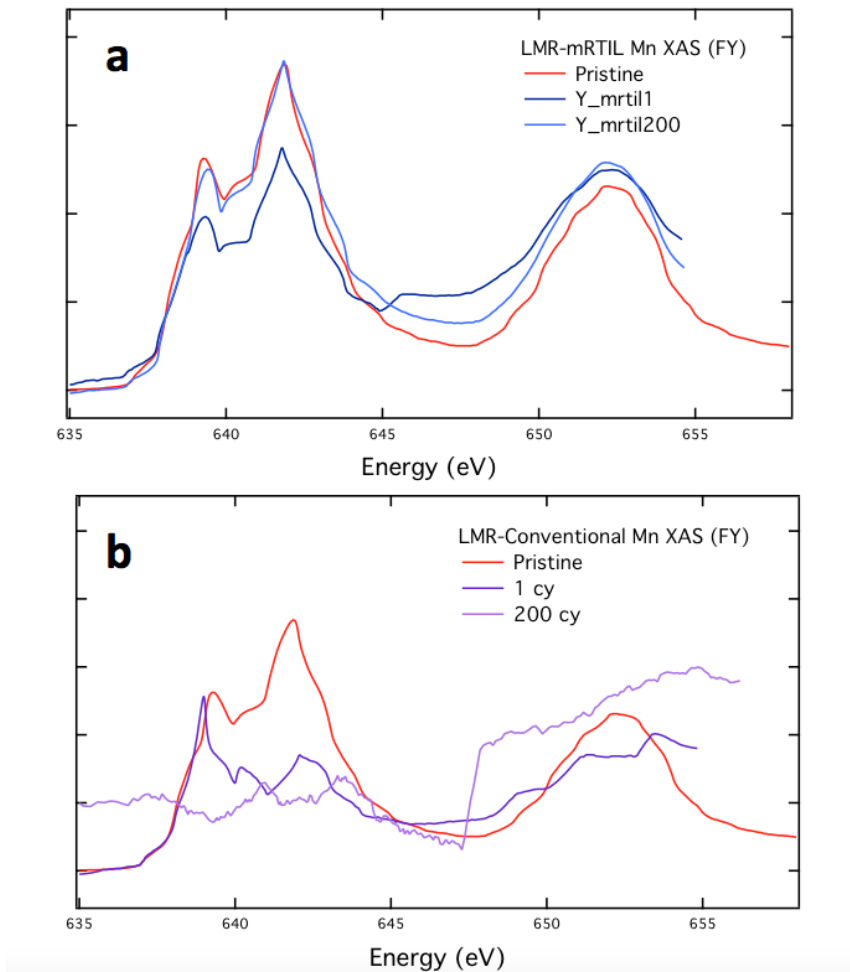 a
LMR-mRTIL Mn XAS (FY)
Pristine
Y_mrtil1
Y_mrtil200
635 640 645 650 655
Energy (eV)
b
LMR-Conventional Mn XAS (FY)
Pristine
1 cy
200 cy
635 640 645 650 655
Energy (eV)